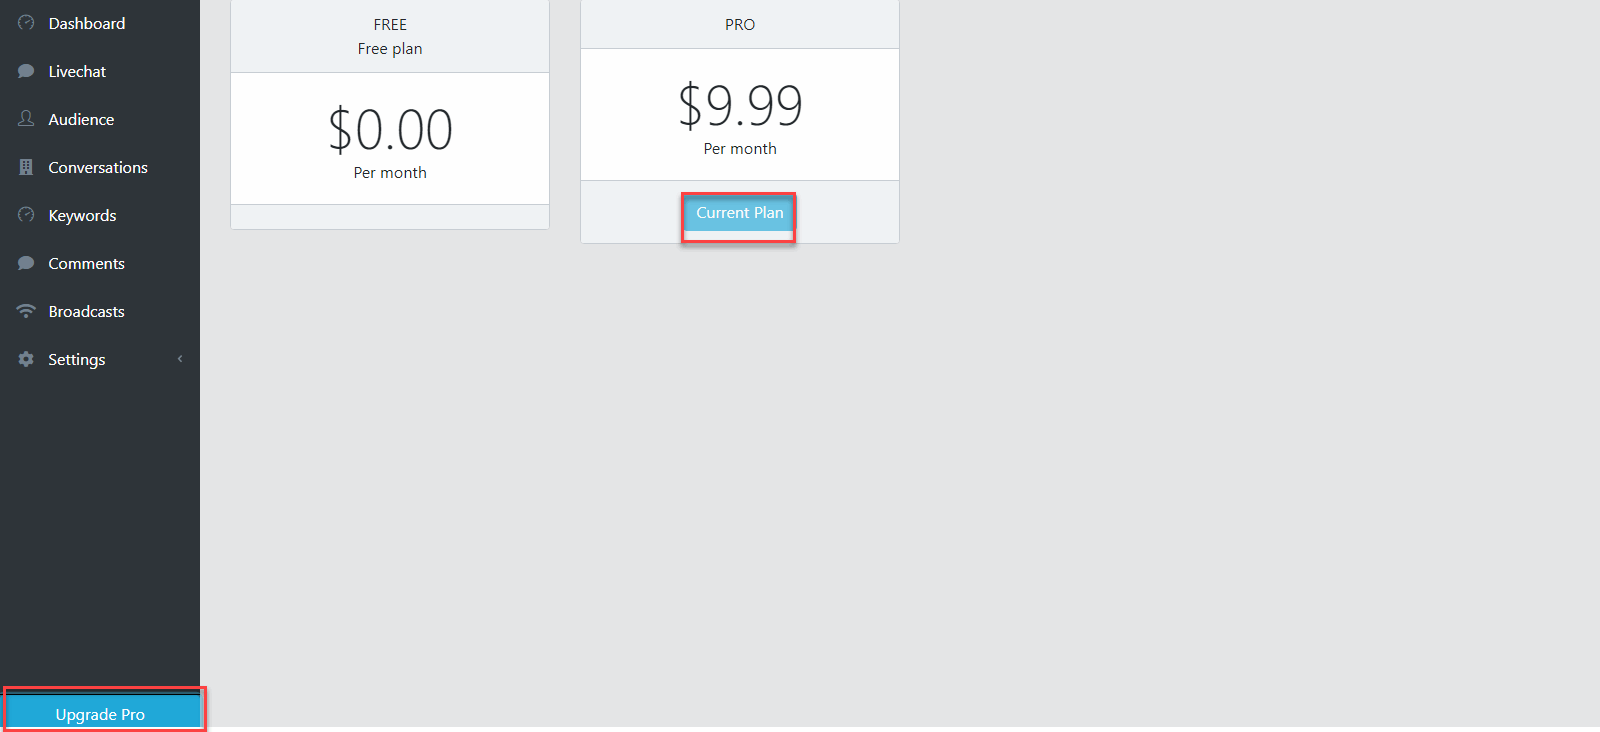 Dashboard
Livechat
Audience
Conversations
Keywords
Comments
Broadcasts
Settings
Upgrade Pro
FREE
Free plan
$0.00
Per month
PRO
$9.99
Per month
Current Plan